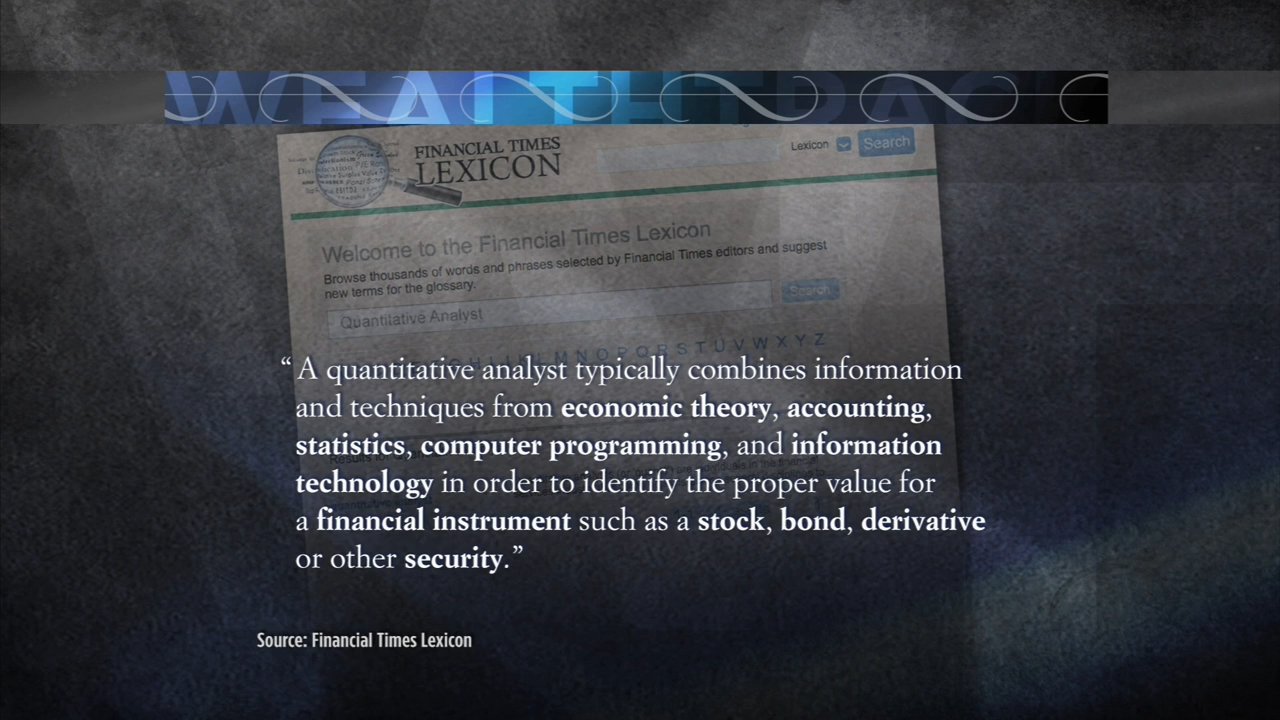 WEALTHTRAC
FINANCIAL TIMES
LEXICON
Lexicon
Search
Welcome to the Financial Times Lexicon
Browse thousands of words and phrases selected by Financial Times editors and suggest
new terms for the glossary.
Quantitative Analyst
Search
M N O P Q R S T U V W X Y Z
“ A quantitative analyst typically combines information
and techniques from economic theory, accounting,
statistics, computer programming, and information
technology in order to identify the proper value for
a financial instrument such as a stock, bond, derivative
or other security.”
Source: Financial Times Lexicon